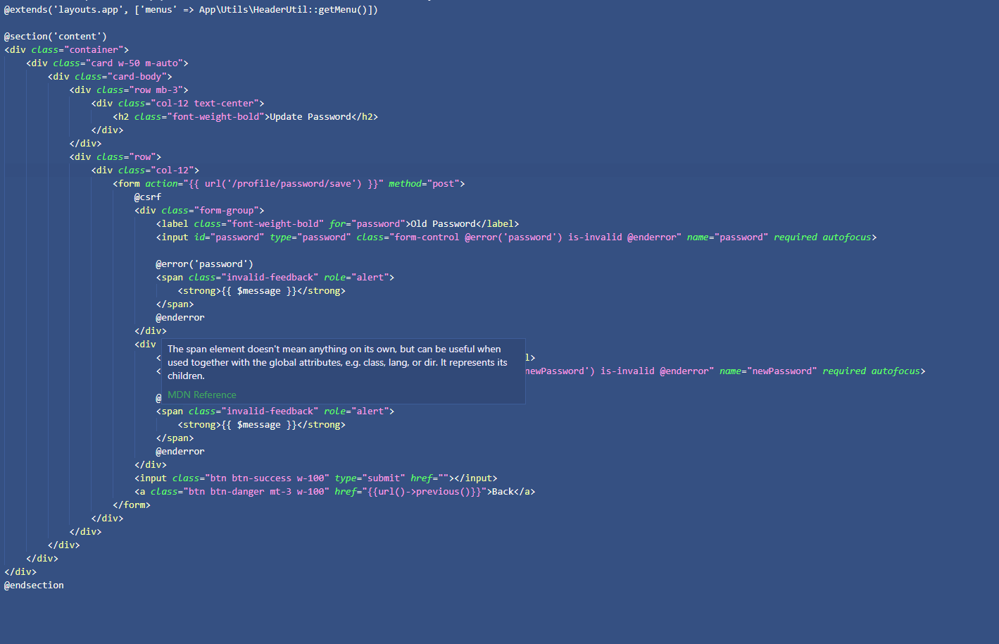 @extends('layouts.app', ['menus' => App\Utils\HeaderUtil::getMenu()])
@section('content')
<div class="container">
<div class="card w-50 m-auto">
<div class="card-body">
<div class="row mb-3">
<div class="col-12 text-center">
<h2 class="font-weight-bold">Update Password</h2>
</div>
</div>
<div class="row">
<div class="col-12">
<form action="{{ url('/profile/password/save') }}" method="post">
@csrf
<div class="form-group">
<label class="font-weight-bold" for="password">Old Password</label>
<input id="password" type="password" class="form-control @error('password') is-invalid @enderror" name="password" required autofocus>
@error('password')
<span class="invalid-feedback" role="alert">
<strong>{{ $message }}</strong>
</span>
@enderror
</div>
<div
The span element doesn't mean anything on its own, but can be useful when
used together with the global attributes, e.g. class, lang, or dir. It represents its
children.
MDN Reference
< l>
< newPassword') is-invalid @enderror" name="newPassword" required autofocus>
@
<span class="invalid-feedback" role="alert">
<strong>{{ $message }}</strong>
</span>
@enderror
</div>
<input class="btn btn-success w-100" type="submit" href=""></input>
<a class="btn btn-danger mt-3 w-100" href="{{url()->previous()}}">Back</a>
</form>
</div>
</div>
</div>
</div>
</div>
@endsection